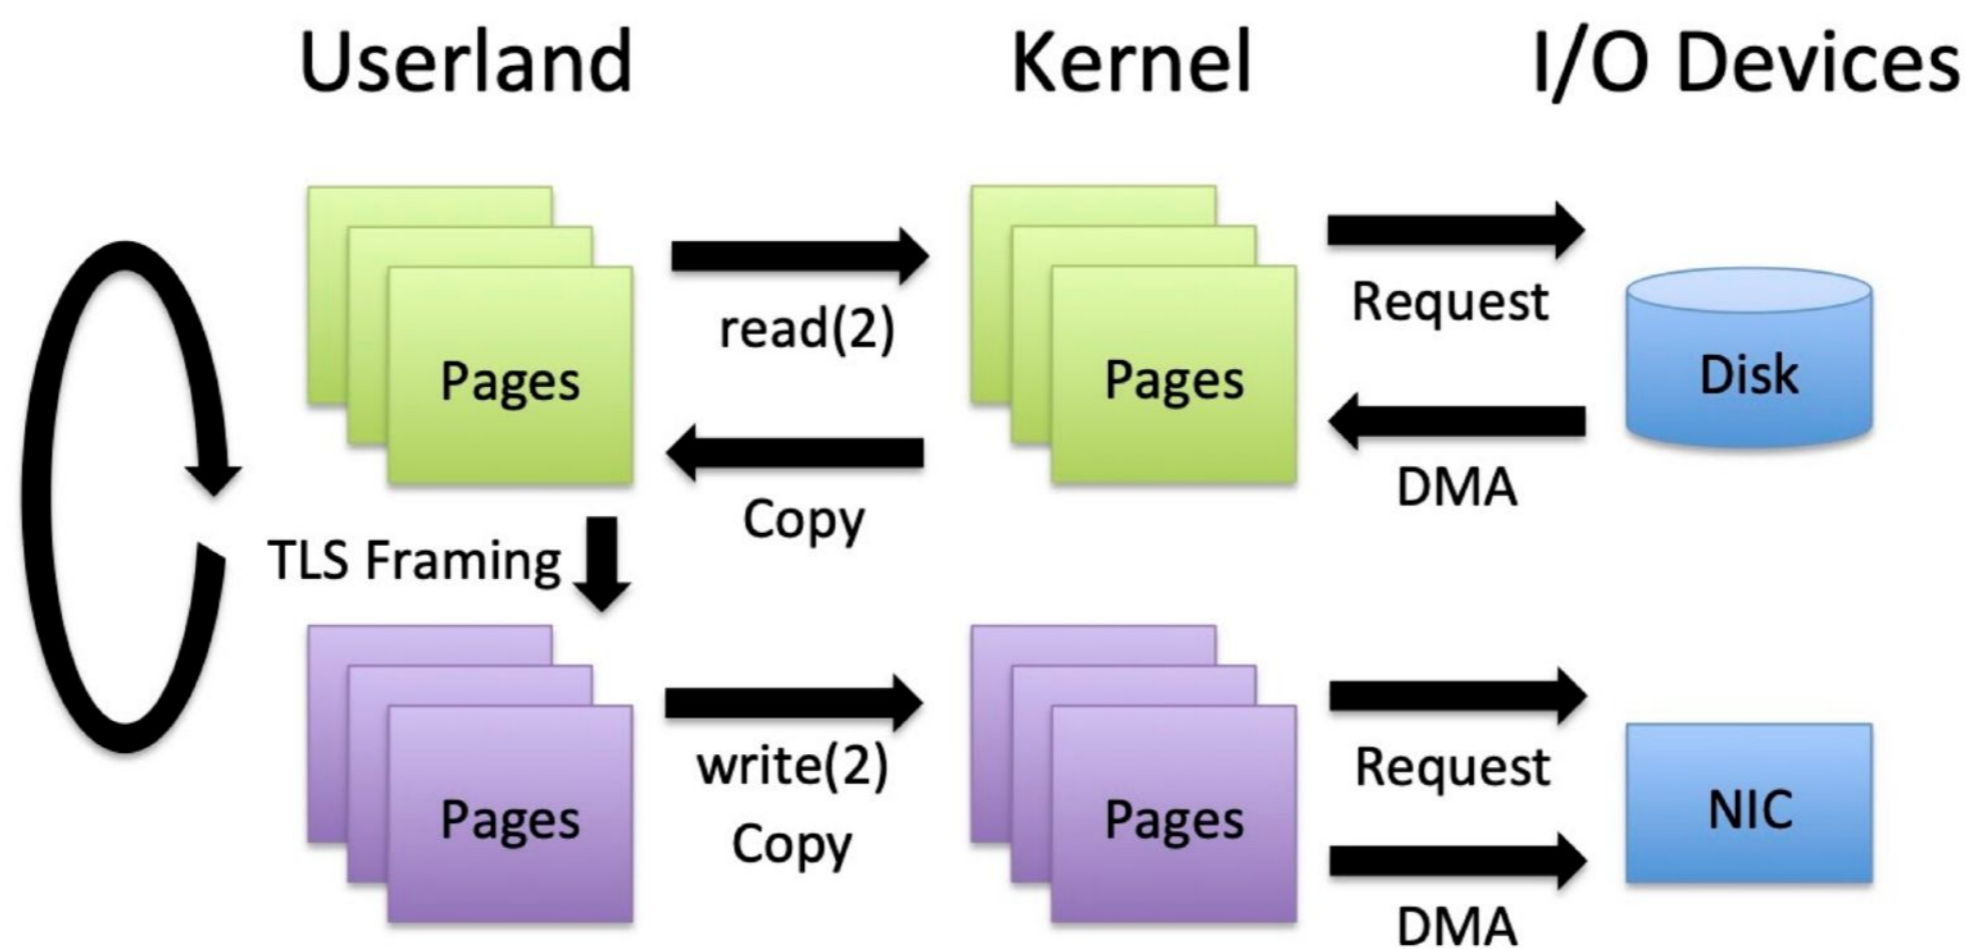 Userland
Kernel
I/O Devices
Pages
read(2)
Copy
Pages
Request
DMA
Disk
TLS Framing
Pages
write(2)
Copy
Pages
Request
DMA
NIC